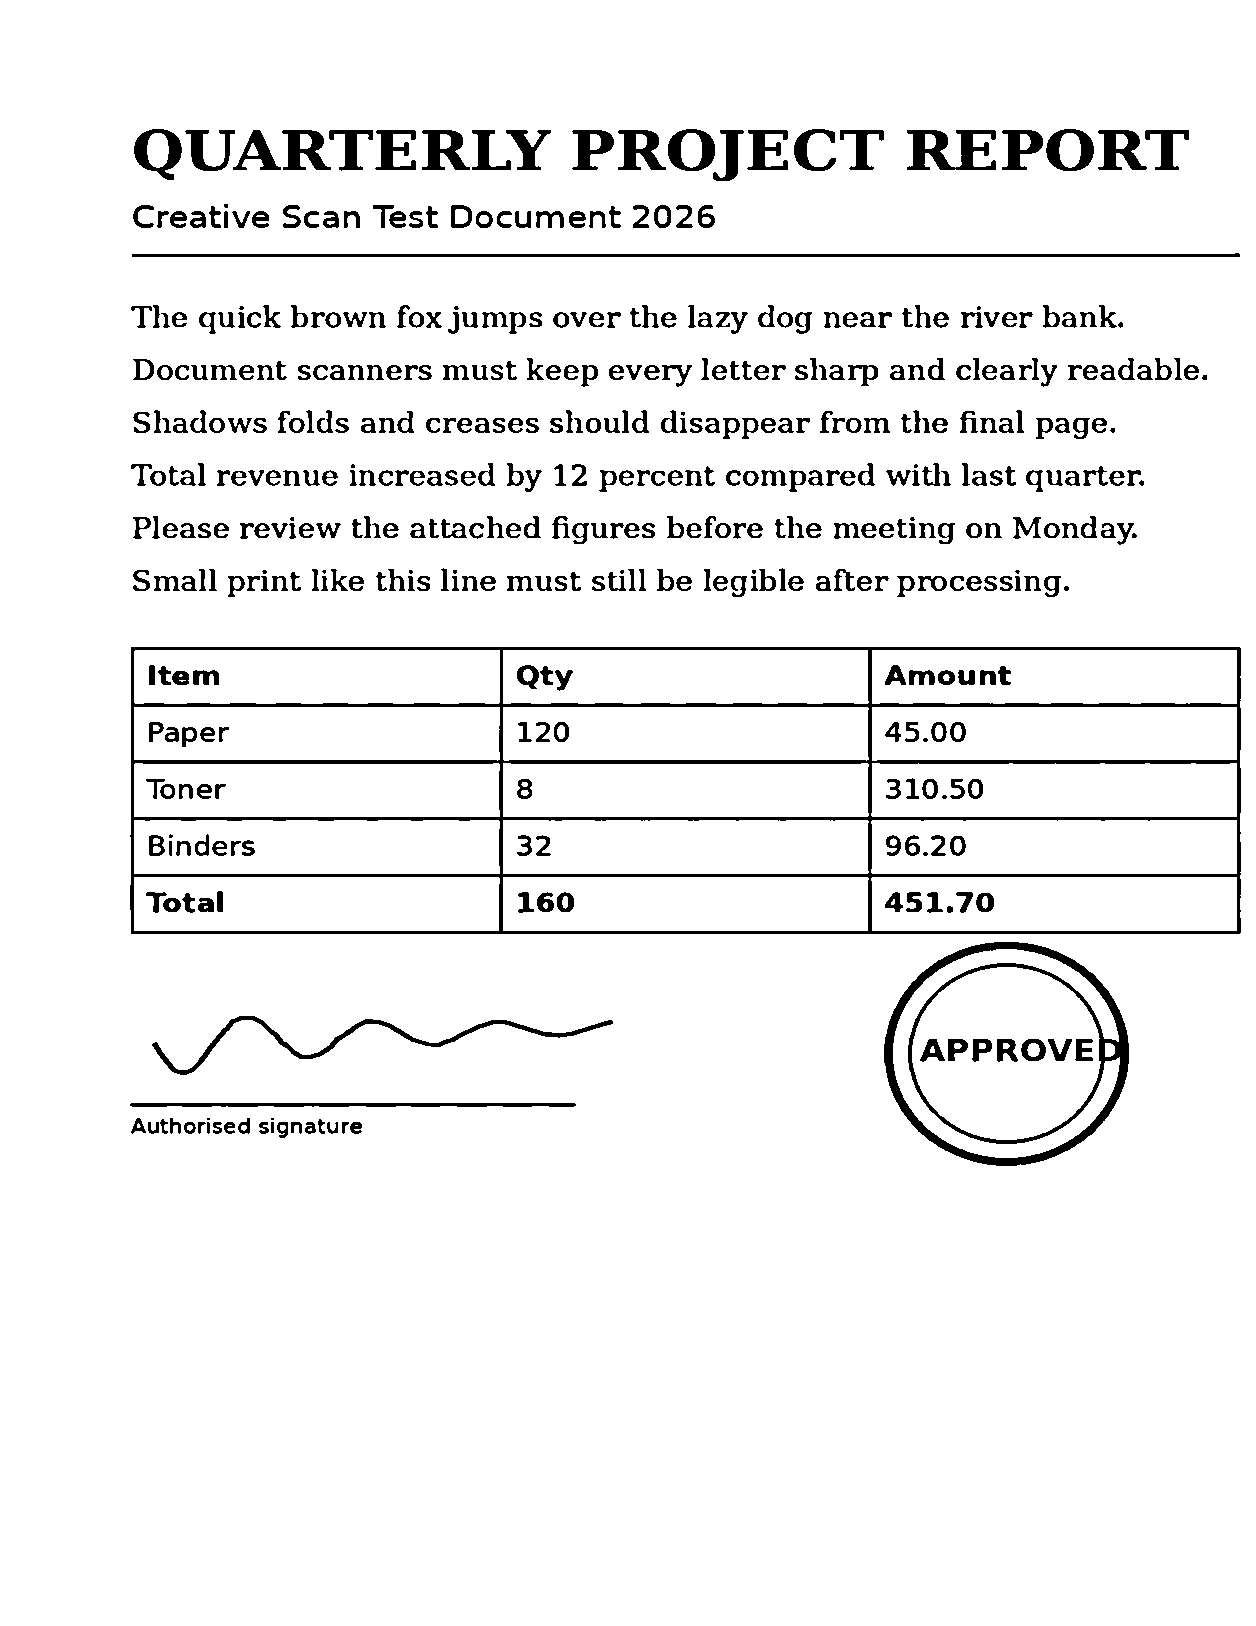 QUARTERLY PROJECT REPORT
Creative Scan Test Document 2026
The quick brown fox jumps over the lazy dog near the river bank.
Document scanners must keep every letter sharp and clearly readable.
Shadows folds and creases should disappear from the final page.
Total revenue increased by 12 percent compared with last quarter.
Please review the attached figures before the meeting on Monday.
Small print like this line must still be legible after processing.
Item Qty Amount
Paper 120 45.00
Toner 8 310.50
Binders 32 96.20
Total 160 451.70
APPROVED
Authorised signature